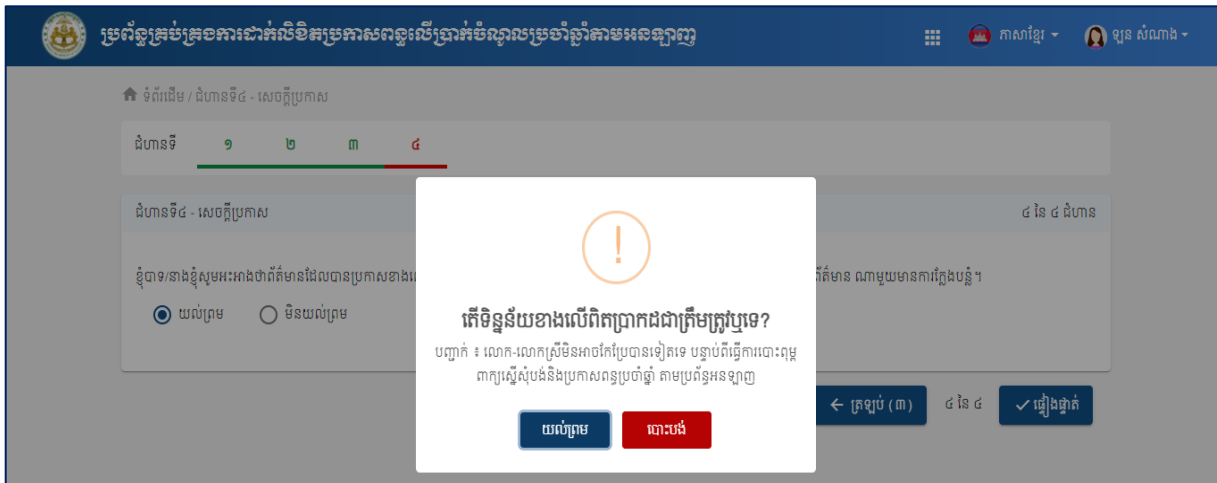 ប្រព័ន្ធគ្រប់គ្រងការដាក់លិខិតប្រកាសពន្ធលើប្រាក់ចំណូលប្រចាំឆ្នាំតាមអនឡាញ
ភាសាខ្មែរ
ឡុន សំណាង
ទំព័រដើម / ជំហានទី៤ - សេចក្តីប្រកាស
ជំហានទី ១ ២ ៣ ៤
ជំហានទី៤ - សេចក្តីប្រកាស
៤ នៃ ៤ ជំហាន
ខ្ញុំបាទ/នាងខ្ញុំសូមអះអាងថាព័ត៌មានដែលបានប្រកាសខាង
ព័ត៌មាន ណាមួយមានការក្លែងបន្លំ។
យល់ព្រម
មិនយល់ព្រម
!
តើទិន្នន័យខាងលើពិតប្រាកដជាត្រឹមត្រូវឬទេ?
បញ្ជាក់ ៖ លោក-លោកស្រីមិនអាចកែប្រែបានទៀតទេ បន្ទាប់ពីធ្វើការបោះពុម្ព
ពាក្យស្នើសុំបង់និងប្រកាសពន្ធប្រចាំឆ្នាំ តាមប្រព័ន្ធអនឡាញ
យល់ព្រម
បោះបង់
ត្រឡប់ (៣)
៤ នៃ ៤
ផ្ទៀងផ្ទាត់